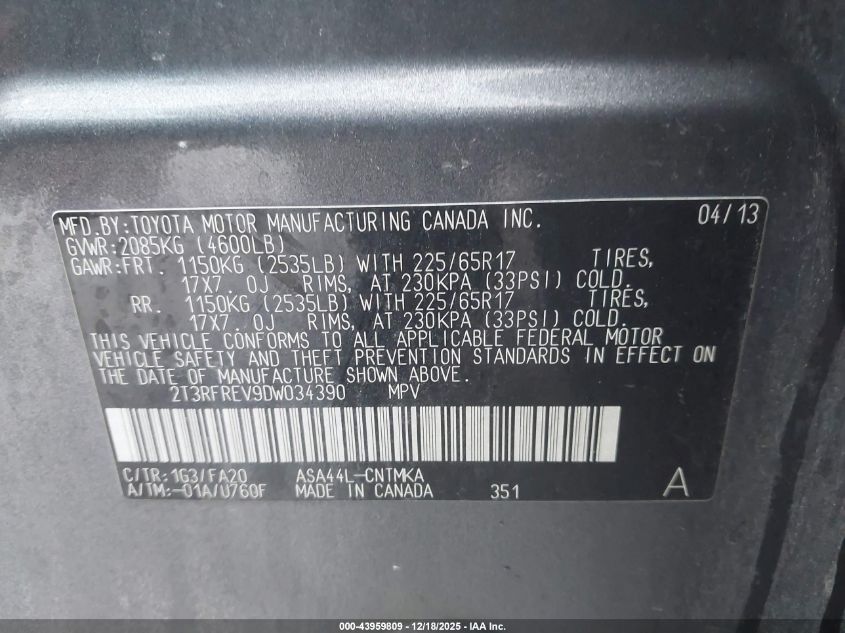 MFD.BY:TOYOTA MOTOR MANUFACTURING CANADA INC. 04/13
GVWR:2085KG (4600LB)
GAWR:FRT. 1150KG (2535LB) WITH 225/65R17 TIRES,
17X7. 0J RIMS, AT 230KPA (33PSI) COLD.
RR. 1150KG (2535LB) WITH 225/65R17 TIRES,
17X7. 0J RIMS, AT 230KPA (33PSI) COLD.
THIS VEHICLE CONFORMS TO ALL APPLICABLE FEDERAL MOTOR
VEHICLE SAFETY AND THEFT PREVENTION STANDARDS IN EFFECT ON
THE DATE OF MANUFACTURE SHOWN ABOVE.
2T3RFREV9DW034390 MPV
C/TR:1G3/FA20 ASA44L-CNTMKA
A/TM:-01A/U760F MADE IN CANADA 351 A
000-43959809 - 12/18/2025 - IAA Inc.